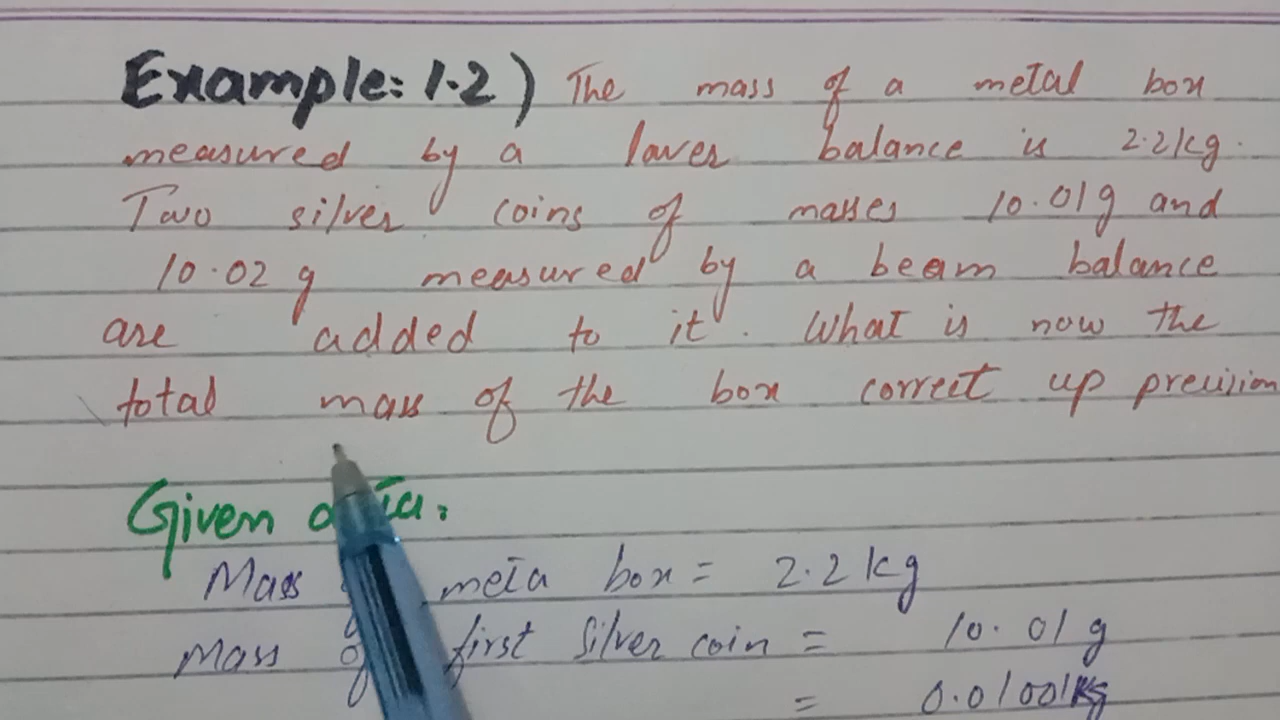 Example: 1.2) The mass of a metal box
measured by a laver balance is 2.2kg.
Two silver coins of masses 10.01g and
10.02 g measured by a beam balance
are added to it. What is now the
total mass of the box correct up precision
Given data:
Mass meta box = 2.2 kg
Mass of first silver coin = 10.01 g
= 0.01001kg